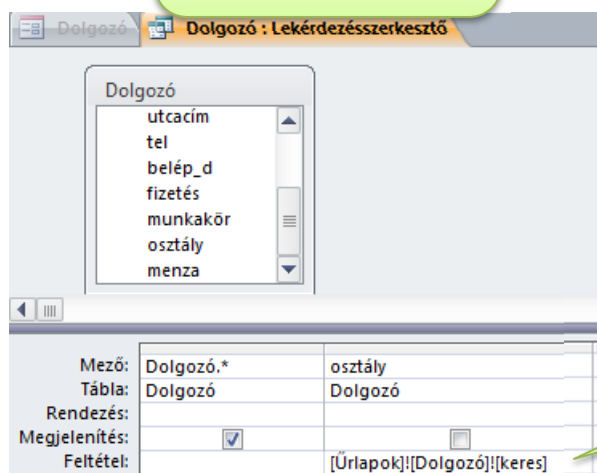 Dolgozó Dolgozó : Lekérdezésszerkesztő
Dolgozó
utcacím
tel
belép_d
fizetés
munkakör
osztály
menza
Mező: Dolgozó.* osztály
Tábla: Dolgozó Dolgozó
Rendezés:
Megjelenítés:
Feltétel: [Űrlapok]![Dolgozó]![keres]